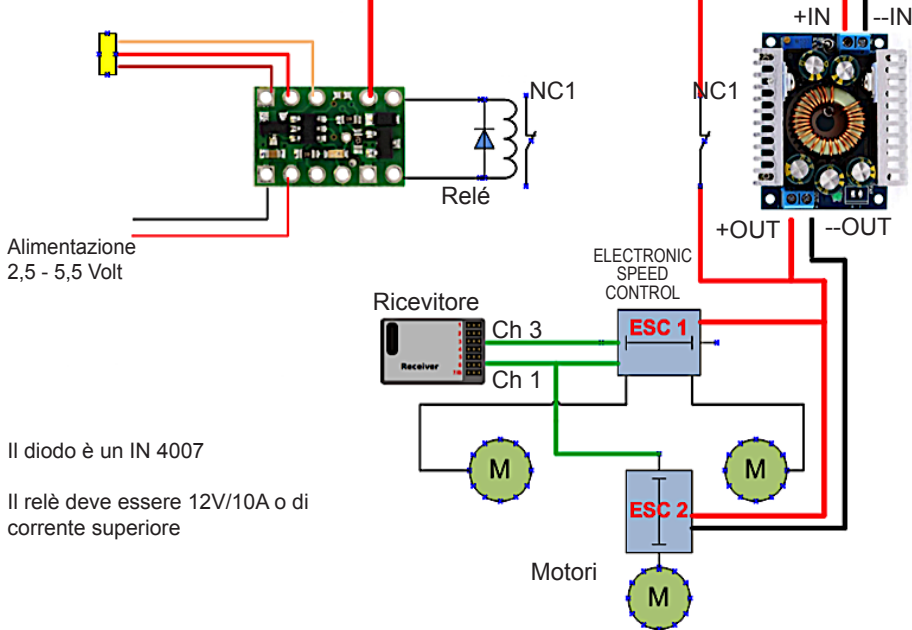 +IN
--IN
NC1
NC1
Relé
+OUT
--OUT
Alimentazione
2,5 - 5,5 Volt
ELECTRONIC
SPEED
CONTROL
Ricevitore
Ch 3
ESC 1
Receiver
Ch 1
Il diodo è un IN 4007
M
M
Il relè deve essere 12V/10A o di
corrente superiore
ESC 2
Motori
M